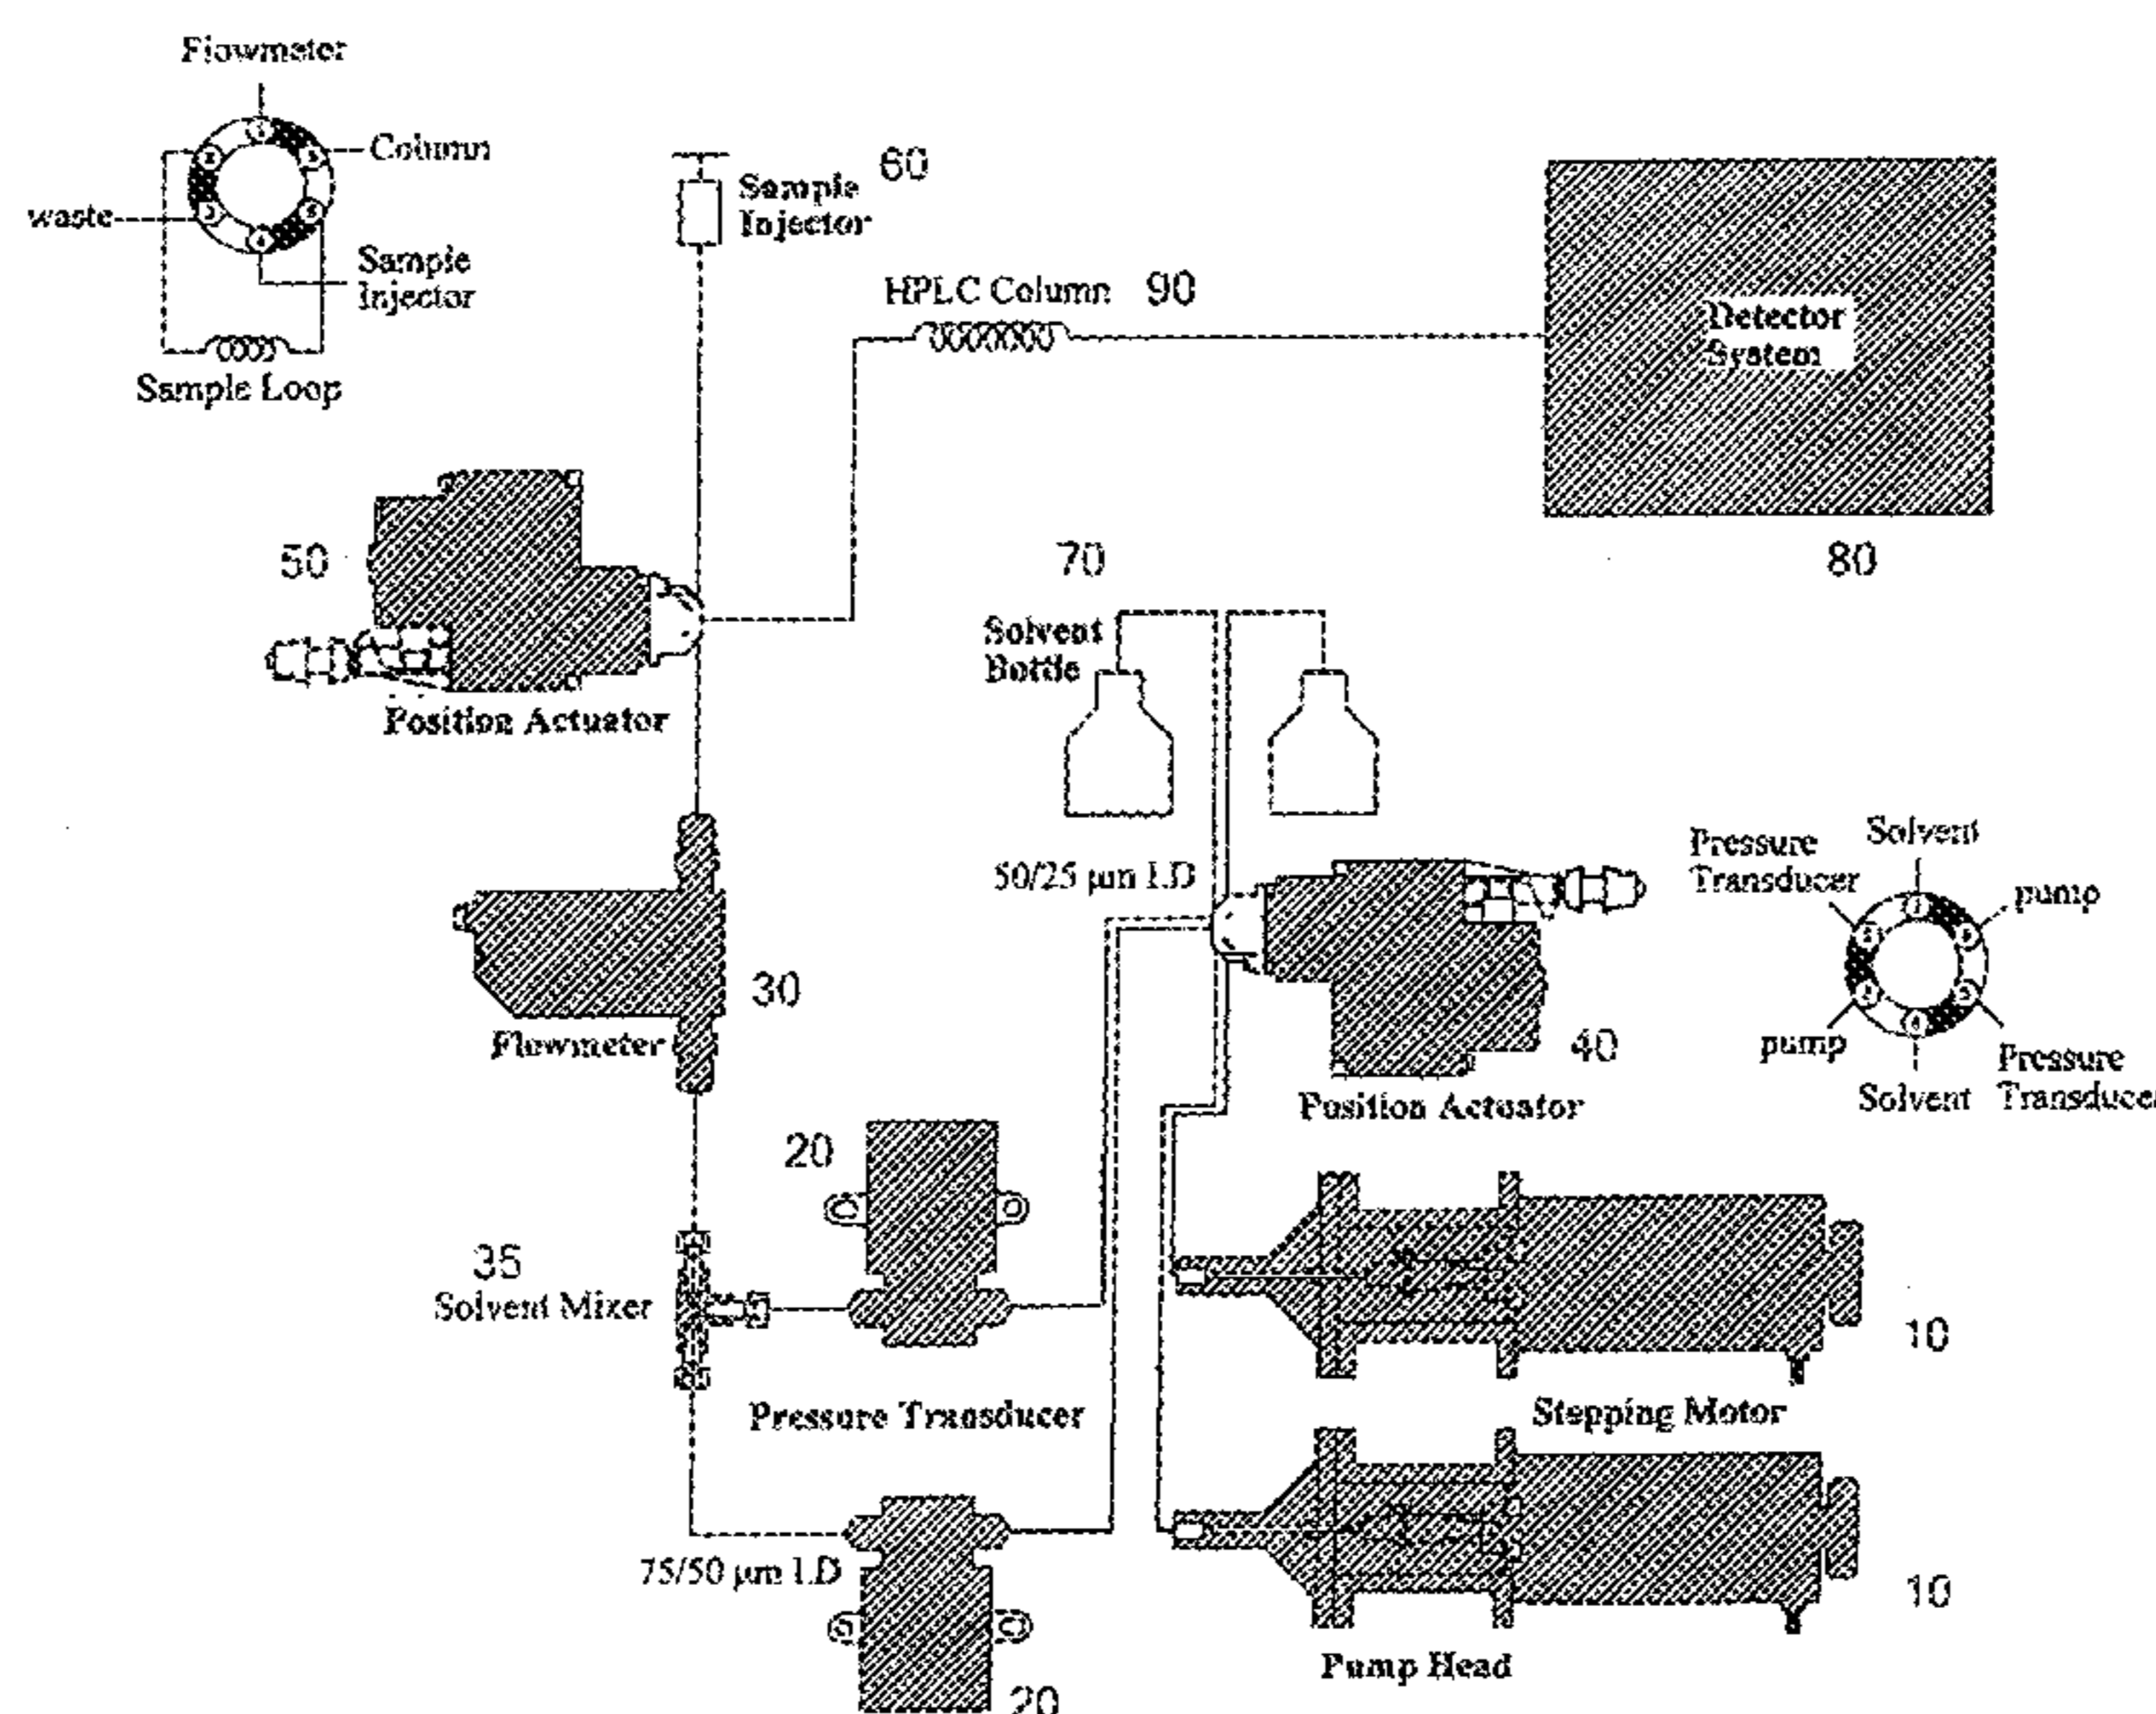 Flowmeter
Column
waste
Sample
Injector
Sample Loop
60
Sample
Injector
HPLC Column 90
Detector
System
80
50
Position Actuator
70
Solvent
Bottle
50/25 µm I.D
Pressure
Transducer
Solvent
pump
pump
Solvent
Pressure
Transducer
40
Position Actuator
30
Flowmeter
20
35
Solvent Mixer
Pressure Transducer
75/50 µm I.D
20
10
Stepping Motor
10
Pump Head